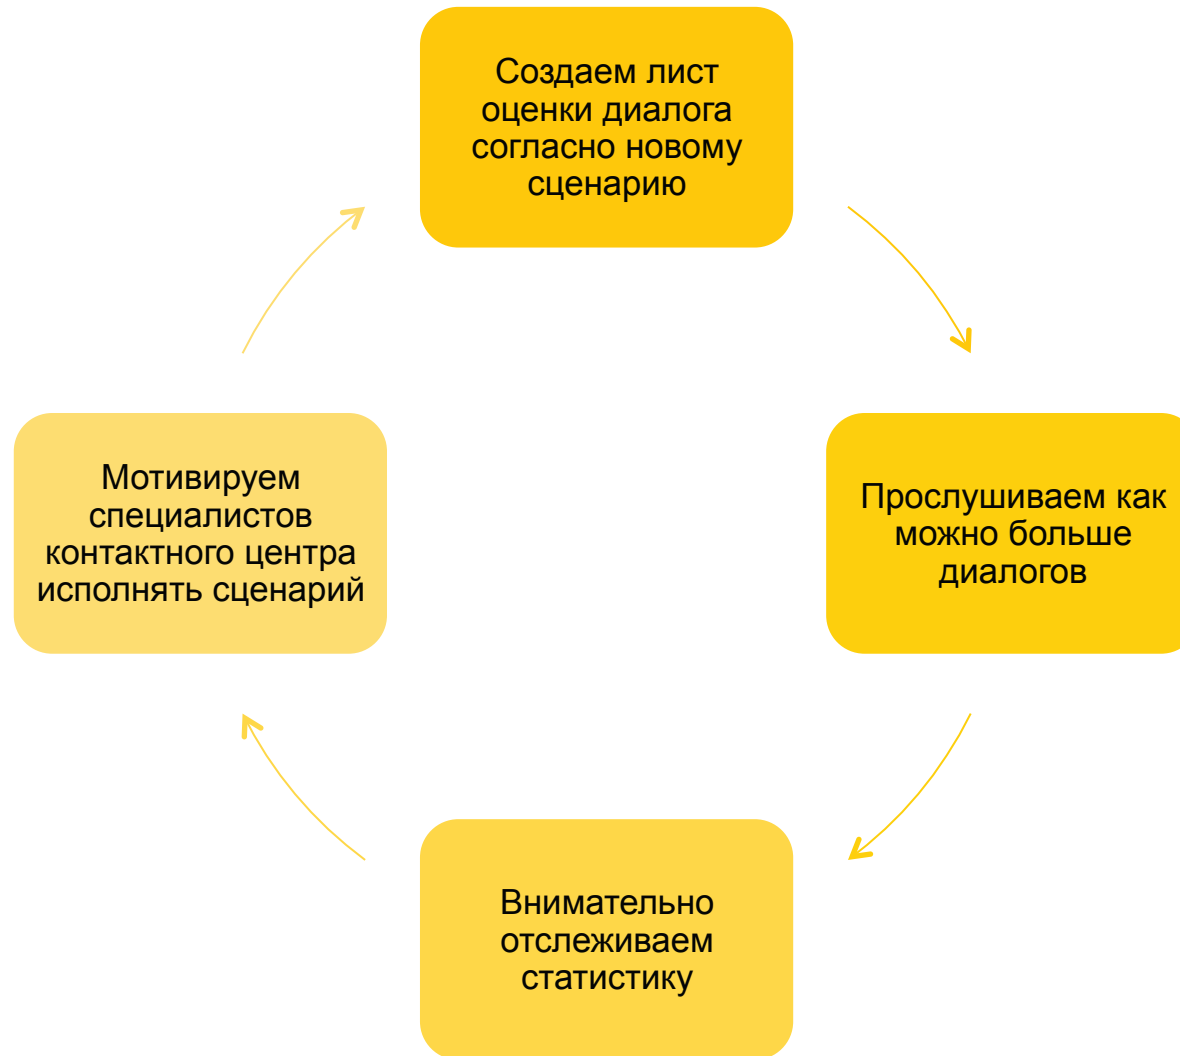 Создаем лист
оценки диалога
согласно новому
сценарию
Прослушиваем как
можно больше
диалогов
Внимательно
отслеживаем
статистику
Мотивируем
специалистов
контактного центра
исполнять сценарий